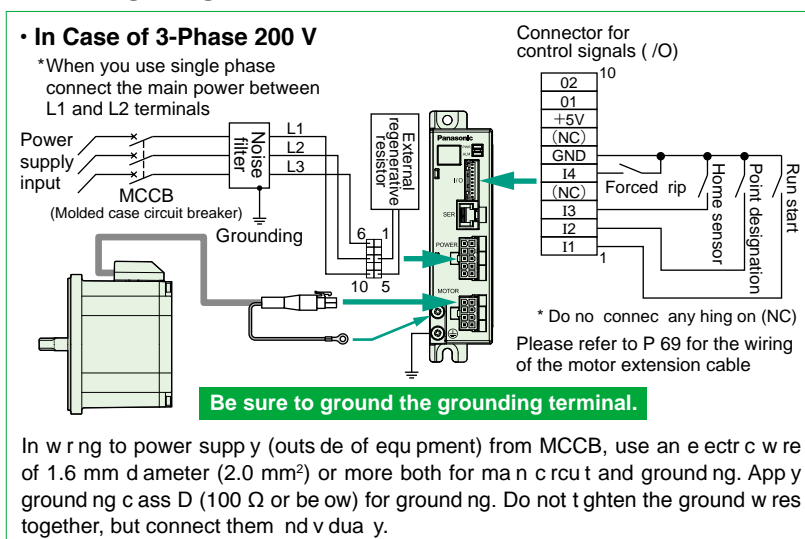 • In Case of 3-Phase 200 V
*When you use single phase
connect the main power between
L1 and L2 terminals
Power
supply
input
MCCB
(Molded case circuit breaker)
Noise
filter
Grounding
L1
L2
L3
External
regenerative
resistor
6 1
10 5
Panasonic
I/O
SER
POWER
MOTOR
Connector for
control signals ( /O)
10
02
01
+5V
(NC)
GND
I4
(NC)
I3
I2
I1
1
Forced rip
Home sensor
Point designation
Run start
* Do no connec any hing on (NC)
Please refer to P 69 for the wiring
of the motor extension cable
Be sure to ground the grounding terminal.
In w r ng to power supp y (outs de of equ pment) from MCCB, use an e ectr c w re
of 1.6 mm d ameter (2.0 mm²) or more both for ma n c rcu t and ground ng. App y
ground ng c ass D (100 Ω or be ow) for ground ng. Do not t ghten the ground w res
together, but connect them nd v dua y.